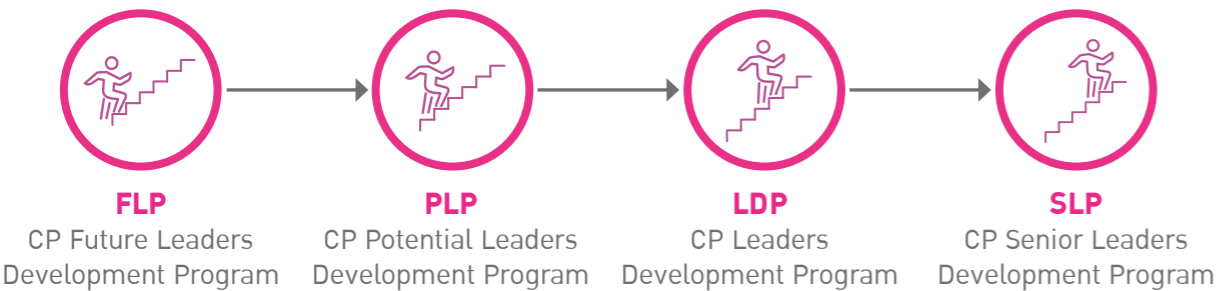 FLP
CP Future Leaders
Development Program
PLP
CP Potential Leaders
Development Program
LDP
CP Leaders
Development Program
SLP
CP Senior Leaders
Development Program